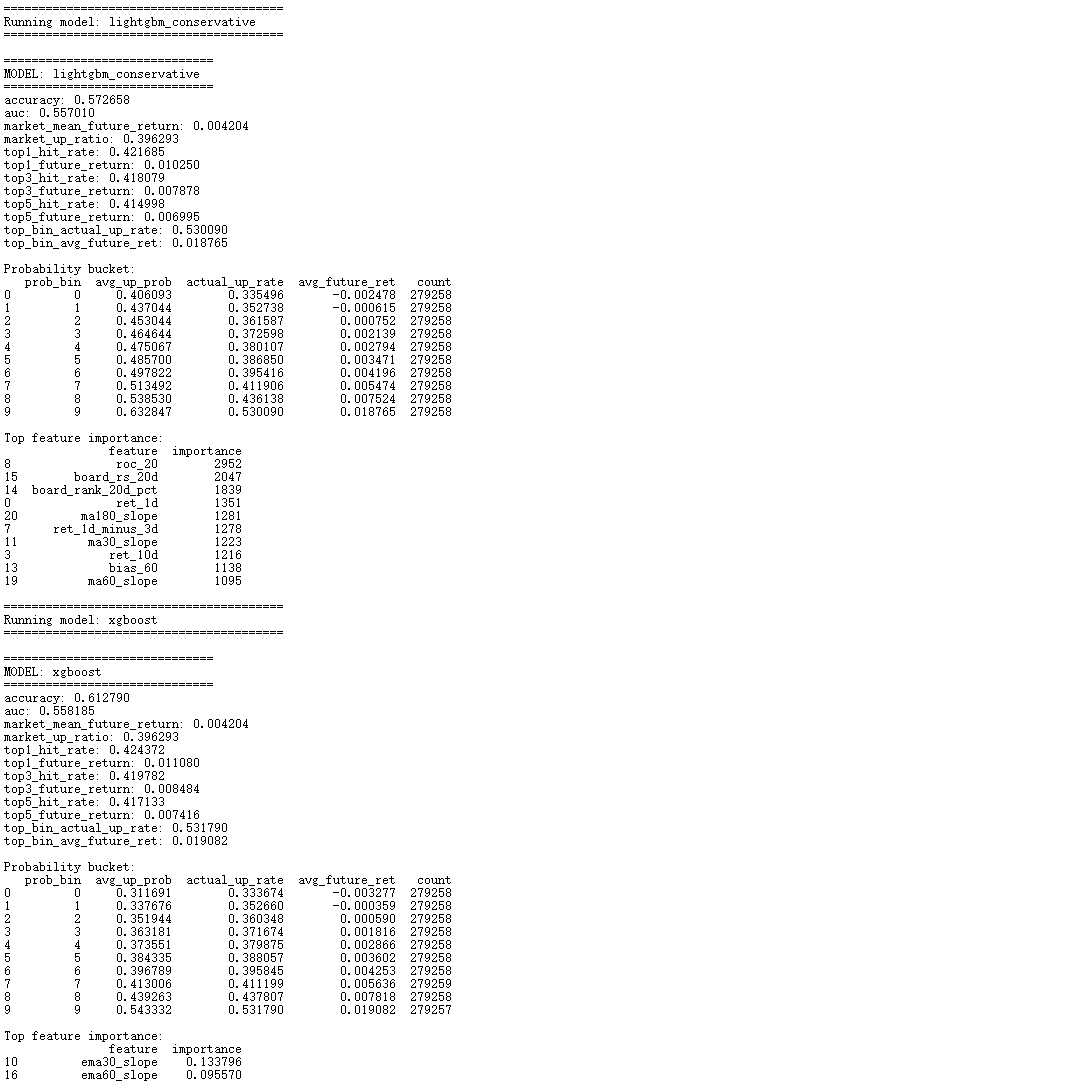 ========================================
Running model: lightgbm_conservative
========================================
==============================
MODEL: lightgbm_conservative
==============================
accuracy: 0.572658
auc: 0.557010
market_mean_future_return: 0.004204
market_up_ratio: 0.396293
top1_hit_rate: 0.421685
top1_future_return: 0.010250
top3_hit_rate: 0.418079
top3_future_return: 0.007878
top5_hit_rate: 0.414998
top5_future_return: 0.006995
top_bin_actual_up_rate: 0.530090
top_bin_avg_future_ret: 0.018765
Probability bucket:
prob_bin avg_up_prob actual_up_rate avg_future_ret count
0 0 0.406093 0.335496 -0.002478 279258
1 1 0.437044 0.352738 -0.000615 279258
2 2 0.453044 0.361587 0.000752 279258
3 3 0.464644 0.372598 0.002139 279258
4 4 0.475067 0.380107 0.002794 279258
5 5 0.485700 0.386850 0.003471 279258
6 6 0.497822 0.395416 0.004196 279258
7 7 0.513492 0.411906 0.005474 279258
8 8 0.538530 0.436138 0.007524 279258
9 9 0.632847 0.530090 0.018765 279258
Top feature importance:
feature importance
8 roc_20 2952
15 board_rs_20d 2047
14 board_rank_20d_pct 1839
0 ret_1d 1351
20 ma180_slope 1281
7 ret_1d_minus_3d 1278
11 ma30_slope 1223
3 ret_10d 1216
13 bias_60 1138
19 ma60_slope 1095
========================================
Running model: xgboost
========================================
==============================
MODEL: xgboost
==============================
accuracy: 0.612790
auc: 0.558185
market_mean_future_return: 0.004204
market_up_ratio: 0.396293
top1_hit_rate: 0.424372
top1_future_return: 0.011080
top3_hit_rate: 0.419782
top3_future_return: 0.008484
top5_hit_rate: 0.417133
top5_future_return: 0.007416
top_bin_actual_up_rate: 0.531790
top_bin_avg_future_ret: 0.019082
Probability bucket:
prob_bin avg_up_prob actual_up_rate avg_future_ret count
0 0 0.311691 0.333674 -0.003277 279258
1 1 0.337676 0.352660 -0.000359 279258
2 2 0.351944 0.360348 0.000590 279258
3 3 0.363181 0.371674 0.001816 279258
4 4 0.373551 0.379875 0.002866 279258
5 5 0.384335 0.388057 0.003602 279258
6 6 0.396789 0.395845 0.004253 279258
7 7 0.413006 0.411199 0.005636 279259
8 8 0.439263 0.437807 0.007818 279258
9 9 0.543332 0.531790 0.019082 279257
Top feature importance:
feature importance
10 ema30_slope 0.133796
16 ema60_slope 0.095570